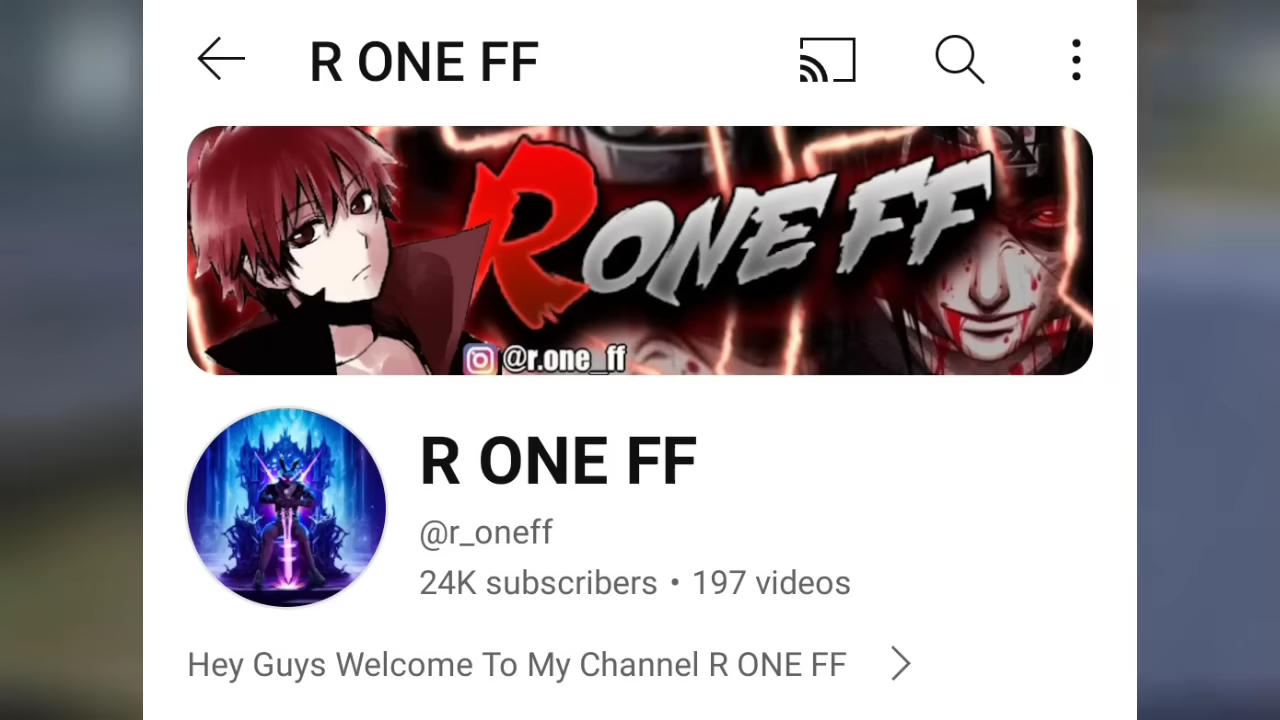 R ONE FF
R ONE FF
@r.one_ff
R ONE FF
@r_oneff
24K subscribers • 197 videos
Hey Guys Welcome To My Channel R ONE FF